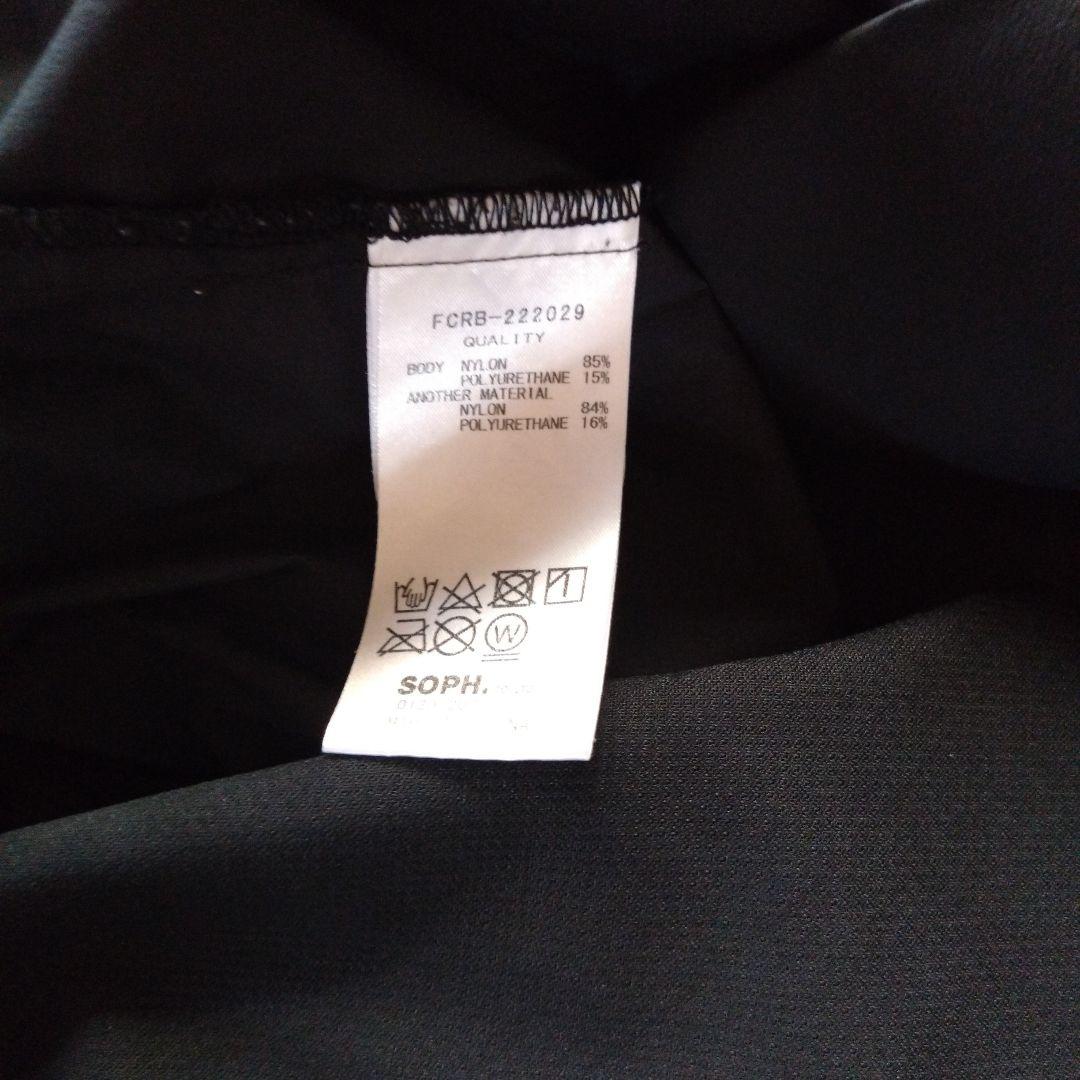 FCRB-222029
QUALITY
BODY NYLON 85%
POLYURETHANE 15%
ANOTHER MATERIAL
NYLON 84%
POLYURETHANE 16%
W
SOPH.